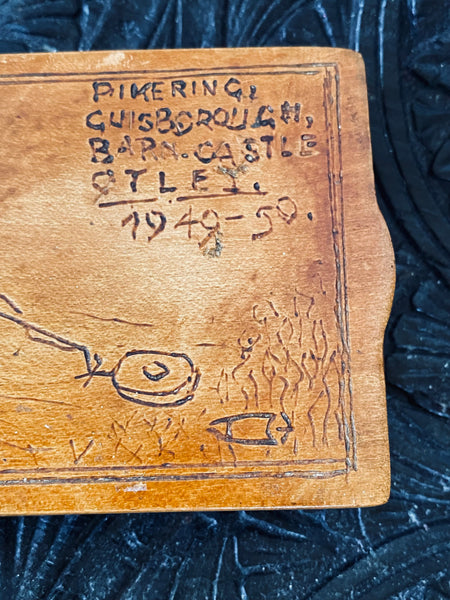 PIKERING,
GUISBOROUGH,
BARN-CASTLE
OTLEY.
1949-50.